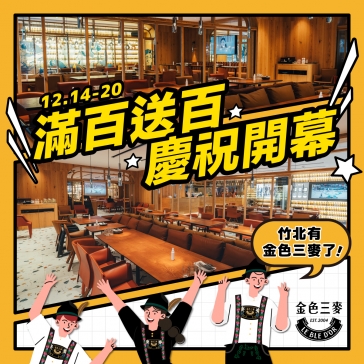 12.14-20
滿百送百
慶祝開幕
竹北有
金色三麥了!
金色三麥
EST. 2004
LE BLE D'OR